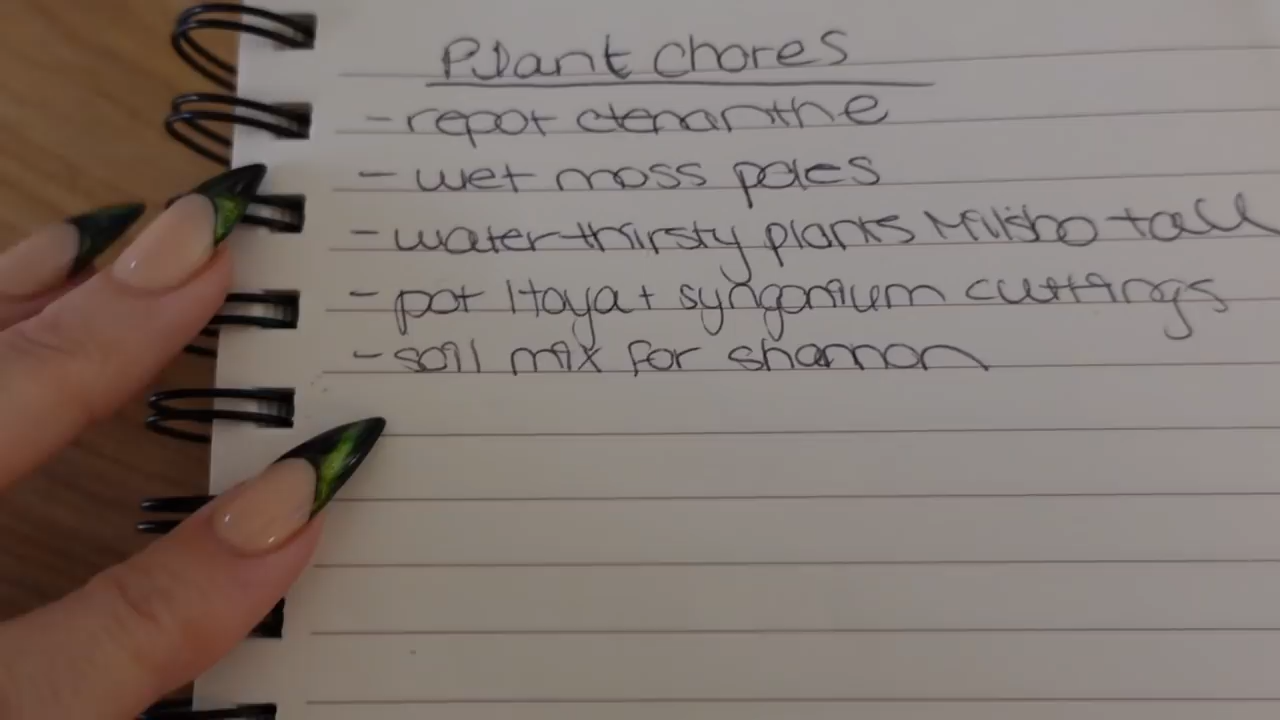 Plant chores
- repot ctenanthe
- wet moss poles
- water thirsty plants Milsbo tall
- pot Hoya + syngonium cuttings
- soil mix for shannon